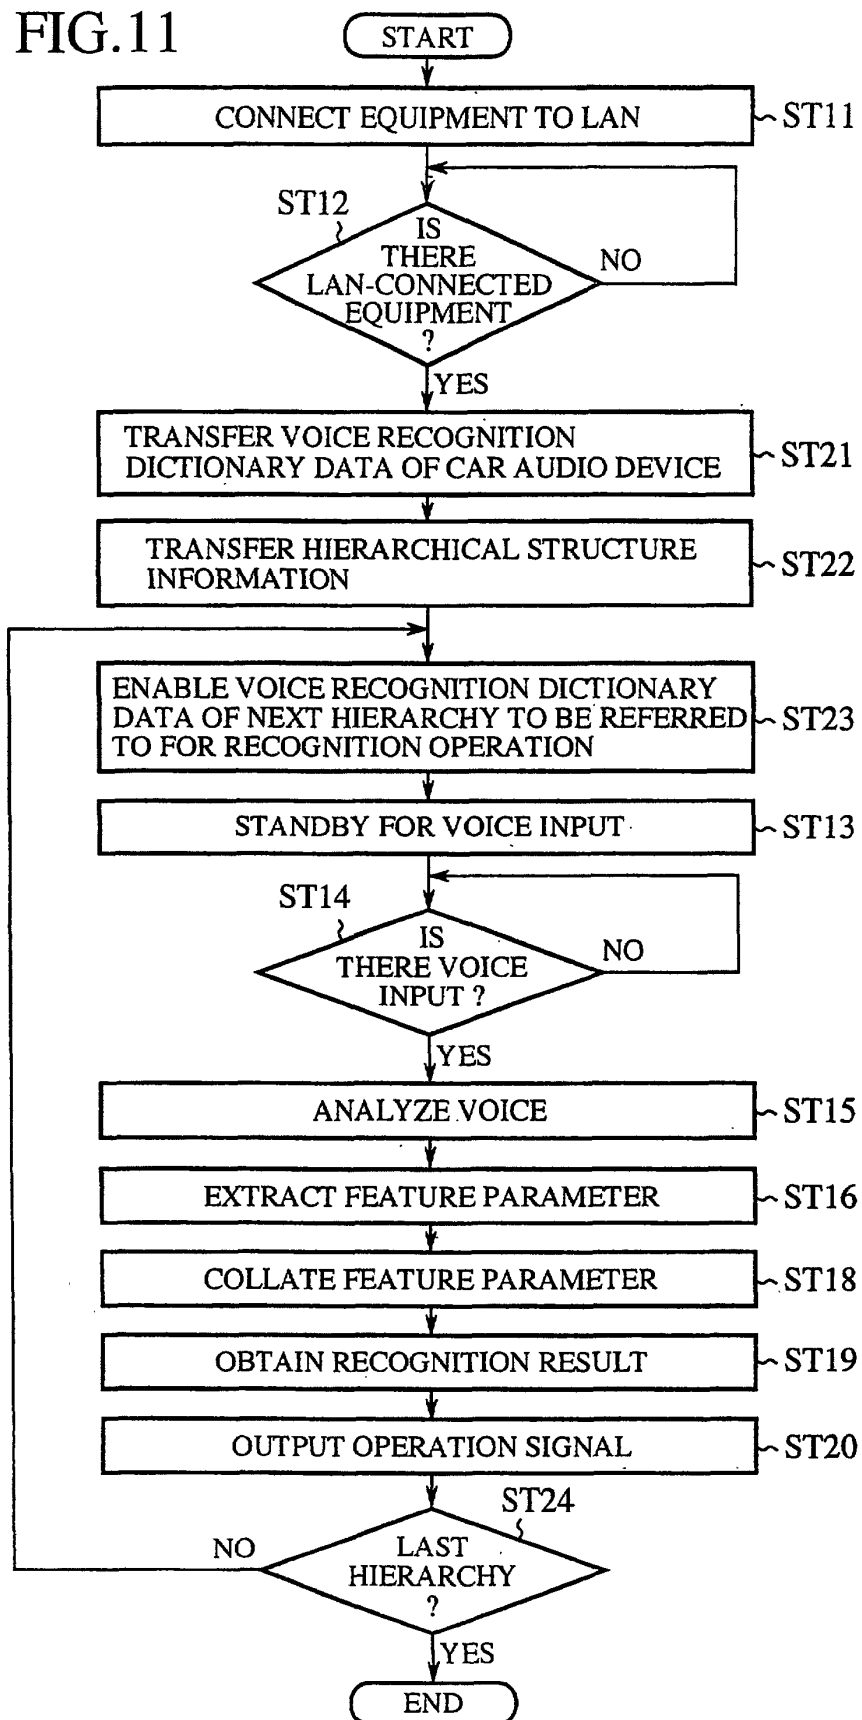 FIG.11
START
CONNECT EQUIPMENT TO LAN
ST11
ST12
IS
THERE
LAN-CONNECTED
EQUIPMENT
?
NO
YES
TRANSFER VOICE RECOGNITION
DICTIONARY DATA OF CAR AUDIO DEVICE
ST21
TRANSFER HIERARCHICAL STRUCTURE
INFORMATION
ST22
ENABLE VOICE RECOGNITION DICTIONARY
DATA OF NEXT HIERARCHY TO BE REFERRED
TO FOR RECOGNITION OPERATION
ST23
STANDBY FOR VOICE INPUT
ST13
ST14
IS
THERE VOICE
INPUT ?
NO
YES
ANALYZE VOICE
ST15
EXTRACT FEATURE PARAMETER
ST16
COLLATE FEATURE PARAMETER
ST18
OBTAIN RECOGNITION RESULT
ST19
OUTPUT OPERATION SIGNAL
ST20
ST24
LAST
HIERARCHY
?
NO
YES
END